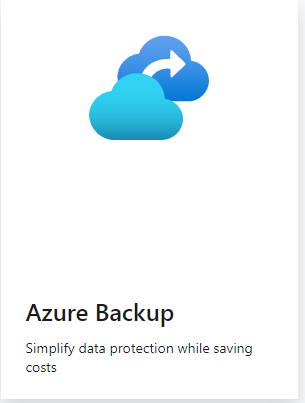 Azure Backup
Simplify data protection while saving
costs